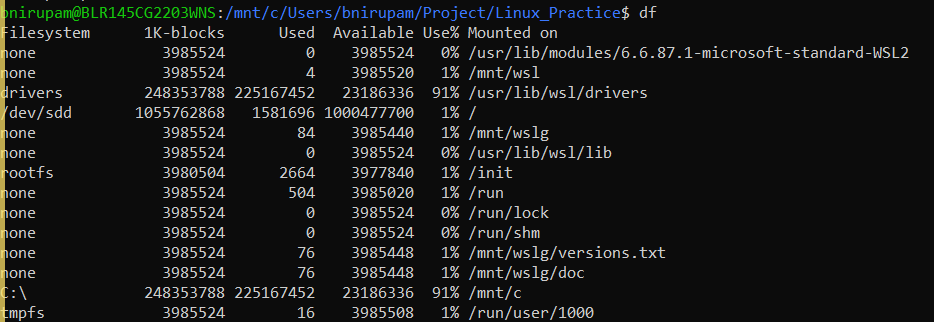 bnirupam@BLR145CG2203WNS:/mnt/c/Users/bnirupam/Project/Linux_Practice$ df
Filesystem     1K-blocks      Used Available Use% Mounted on
none             3985524         0   3985524   0% /usr/lib/modules/6.6.87.1-microsoft-standard-WSL2
none             3985524         4   3985520   1% /mnt/wsl
drivers        248353788 225167452  23186336  91% /usr/lib/wsl/drivers
/dev/sdd      1055762868   1581696 1000477700   1% /
none             3985524        84   3985440   1% /mnt/wslg
none             3985524         0   3985524   0% /usr/lib/wsl/lib
rootfs           3980504      2664   3977840   1% /init
none             3985524       504   3985020   1% /run
none             3985524         0   3985524   0% /run/lock
none             3985524         0   3985524   0% /run/shm
none             3985524        76   3985448   1% /mnt/wslg/versions.txt
none             3985524        76   3985448   1% /mnt/wslg/doc
C:\            248353788 225167452  23186336  91% /mnt/c
tmpfs            3985524        16   3985508   1% /run/user/1000